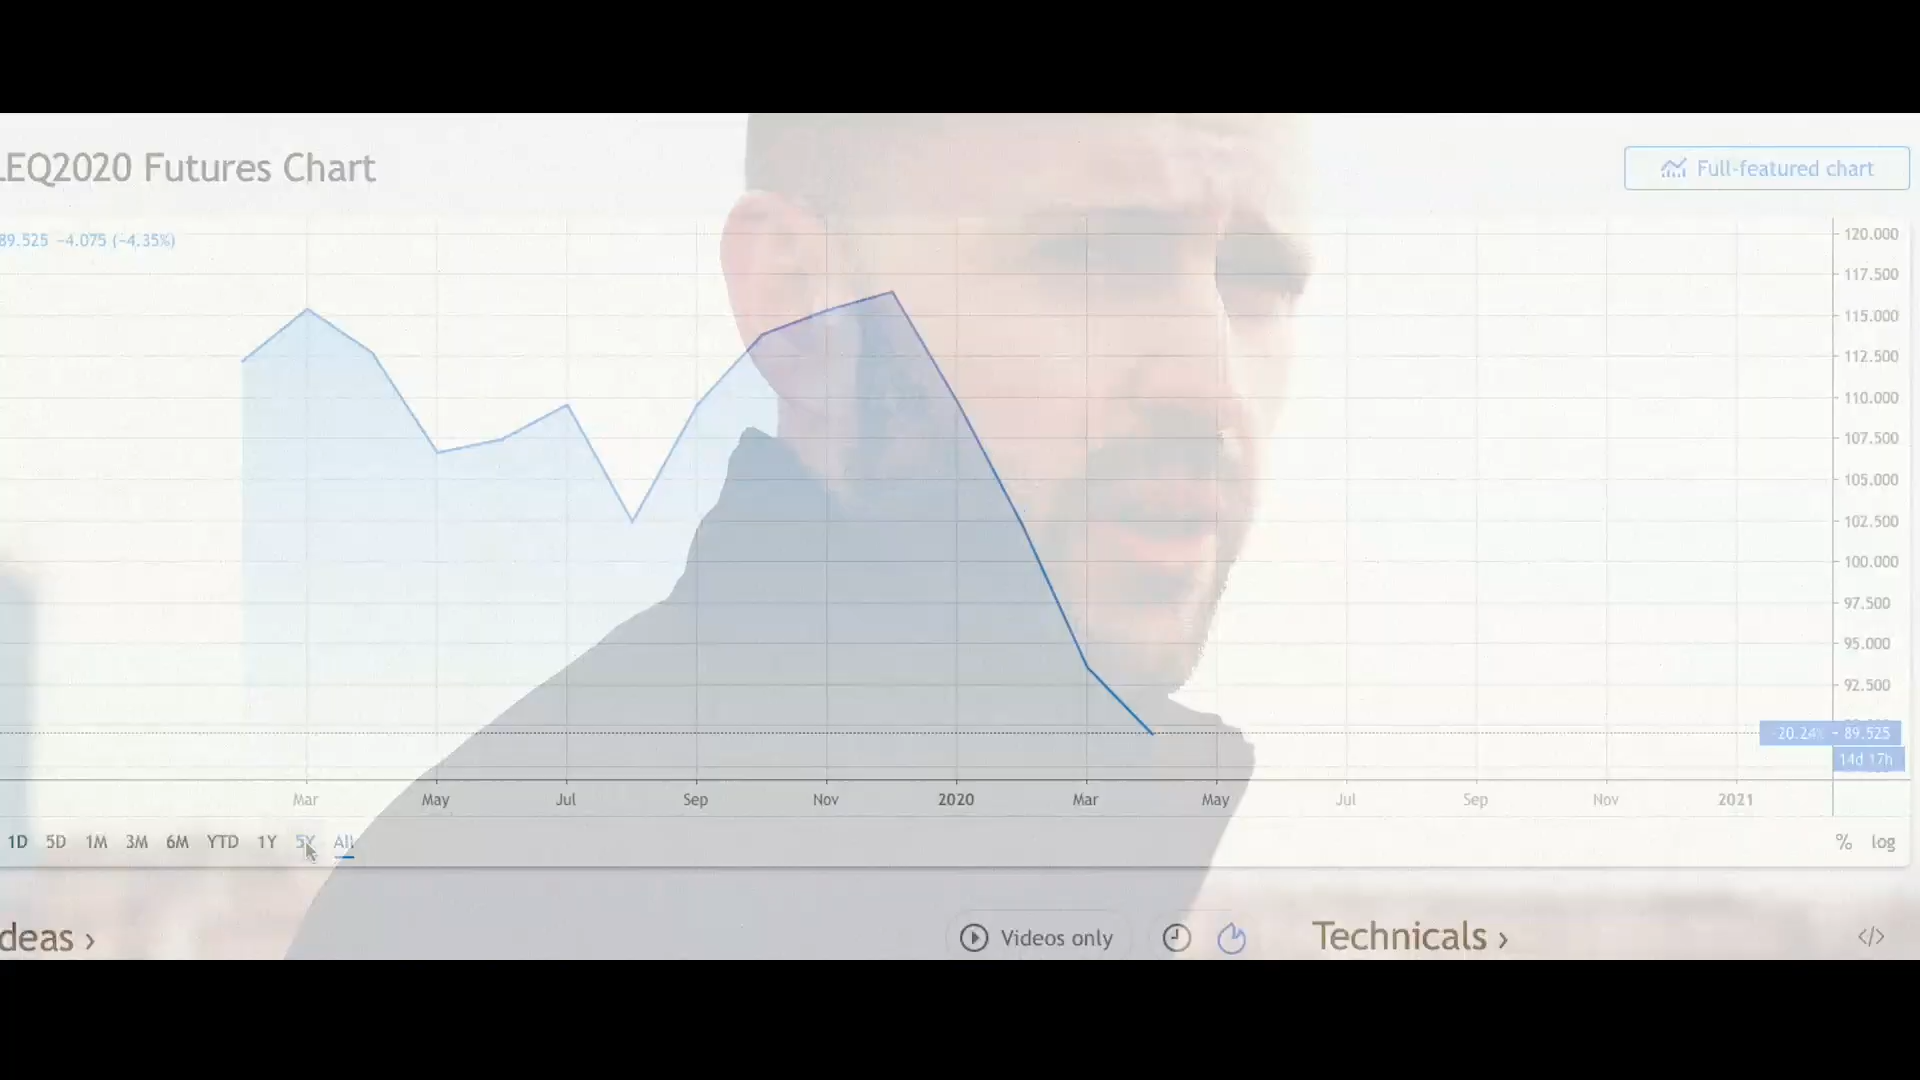 LEQ2020 Futures Chart
Full-featured chart
89.525 −4.075 (−4.35%)
120.000
117.500
115.000
112.500
110.000
107.500
105.000
102.500
100.000
97.500
95.000
92.500
-20.24% - 89.525
14d 17h
Mar May Jul Sep Nov 2020 Mar May Jul Sep Nov 2021
1D 5D 1M 3M 6M YTD 1Y 5Y All
% log
deas ›
Videos only
Technicals ›
</>